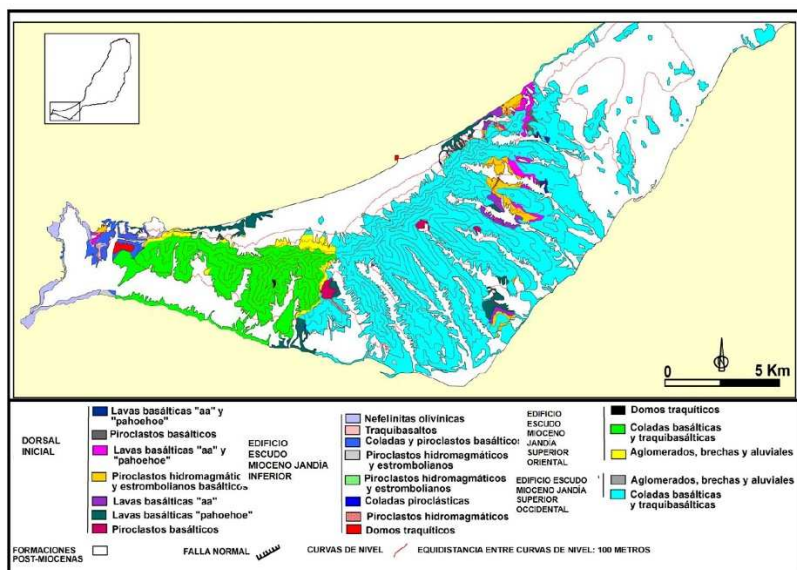 0 5 Km
DORSAL
INICIAL
Lavas basálticas "aa" y
"pahoehoe"
Piroclastos basálticos
Lavas basálticas "aa" y
"pahoehoe"
Piroclastos hidromagmáticos
y estrombolianos basálticos
Lavas basálticas "aa"
Lavas basálticas "pahoehoe"
Piroclastos basálticos
EDIFICIO
ESCUDO
MIOCENO JANDÍA
INFERIOR
Nefelinitas olivínicas
Traquibasaltos
Coladas y piroclastos basálticos
Piroclastos hidromagmáticos
y estrombolianos
Piroclastos hidromagmáticos
y estrombolianos
Coladas piroclásticas
Piroclastos hidromagmáticos
Domos traquíticos
EDIFICIO
ESCUDO
MIOCENO
JANDÍA
SUPERIOR
ORIENTAL
Domos traquíticos
Coladas basálticas
y traquibasálticas
Aglomerados, brechas y aluviales
EDIFICIO ESCUDO
MIOCENO JANDÍA
SUPERIOR
OCCIDENTAL
Aglomerados, brechas y aluviales
Coladas basálticas
y traquibasálticas
FORMACIONES
POST-MIOCENAS
FALLA NORMAL
CURVAS DE NIVEL
EQUIDISTANCIA ENTRE CURVAS DE NIVEL: 100 METROS